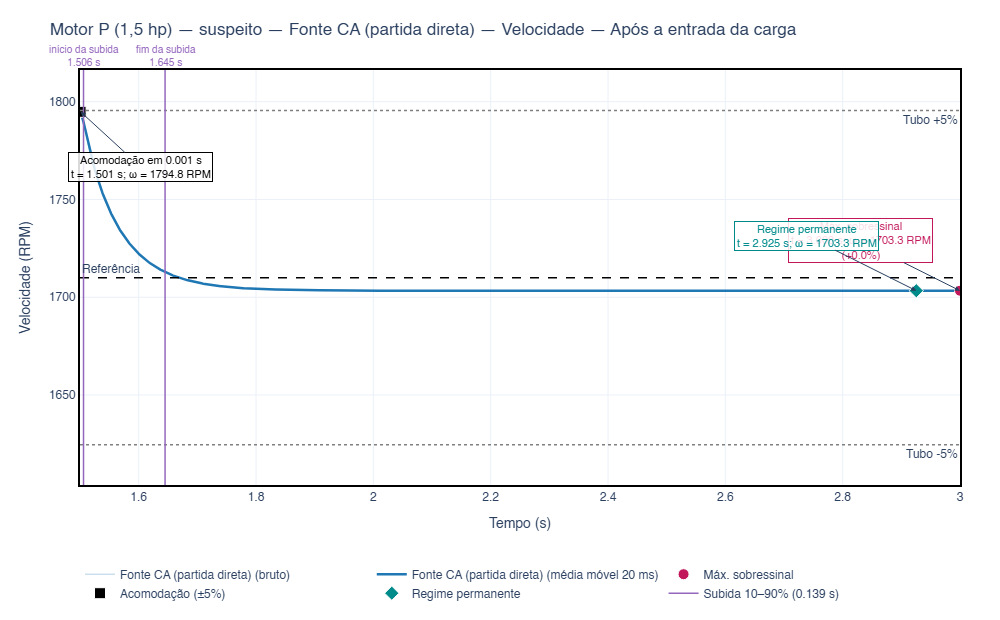 Motor P (1,5 hp) — suspeito — Fonte CA (partida direta) — Velocidade — Após a entrada da carga
início da subida
1.506 s
fim da subida
1.645 s
1800
1750
1700
1650
Velocidade (RPM)
Tubo +5%
Acomodação em 0.001 s
t = 1.501 s; ω = 1794.8 RPM
Regime permanente
t = 2.925 s; ω = 1703.3 RPM
703.3 RPM
(+0.0%)
Referência
Tubo -5%
1.6
1.8
2
2.2
2.4
2.6
2.8
3
Tempo (s)
Fonte CA (partida direta) (bruto)
Fonte CA (partida direta) (média móvel 20 ms)
Máx. sobressinal
Acomodação (±5%)
Regime permanente
Subida 10–90% (0.139 s)